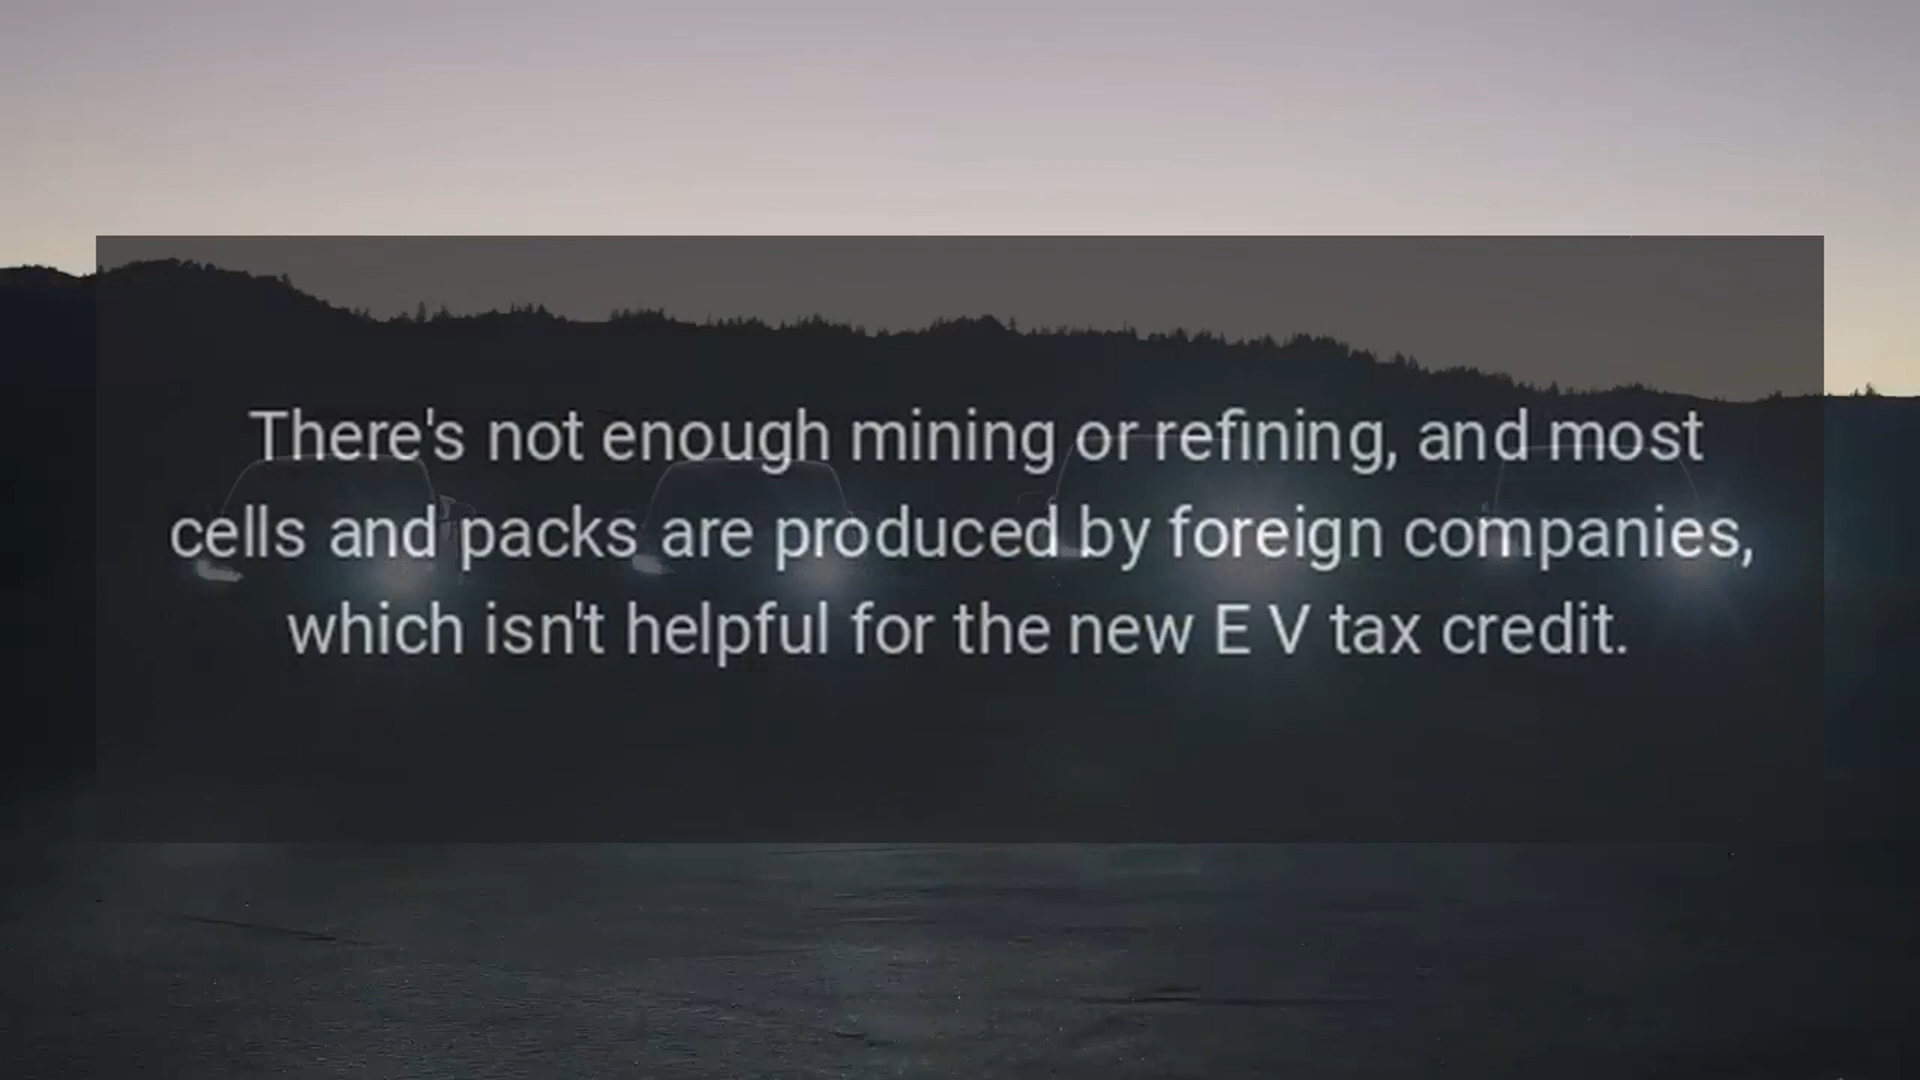 There's not enough mining or refining, and most
cells and packs are produced by foreign companies,
which isn't helpful for the new E V tax credit.